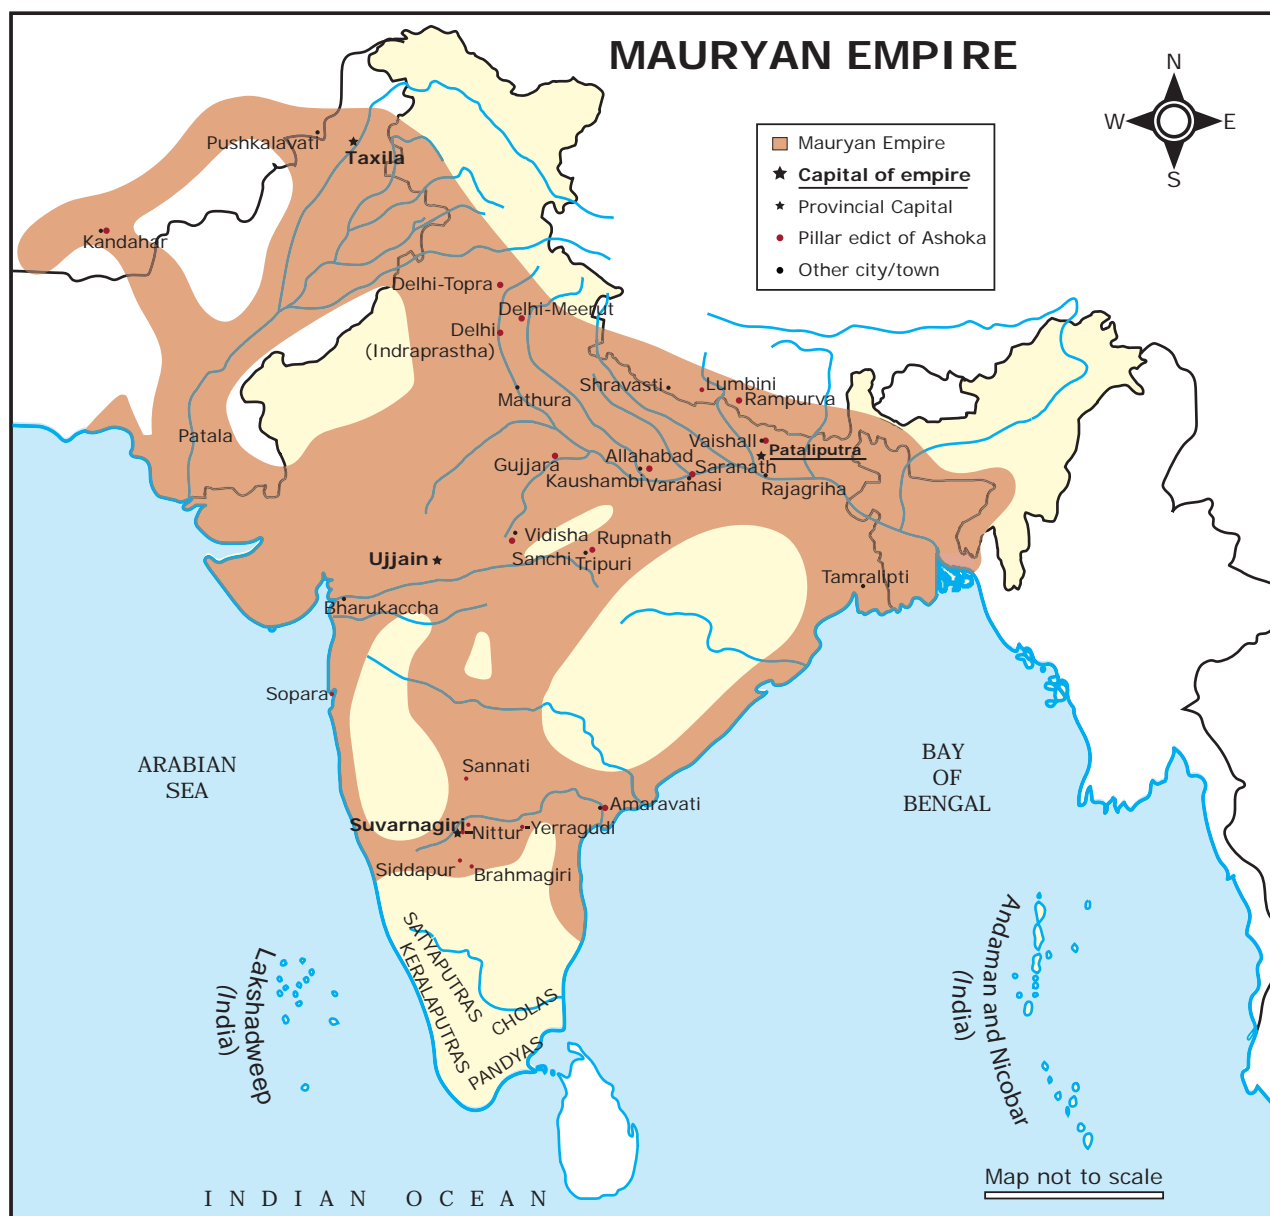 MAURYAN EMPIRE
N
W
E
S
Mauryan Empire
Capital of empire
Provincial Capital
Pillar edict of Ashoka
Other city/town
Pushkalavati
Taxila
Kandahar
Delhi-Topra
Delhi-Meerut
Delhi
(Indraprastha)
Mathura
Shravasti
Lumbini
Rampurva
Patala
Vaishall
Pataliputra
Gujjara
Allahabad
Saranath
Kaushambi
Varanasi
Rajagriha
Vidisha
Rupnath
Ujjain
Sanchi
Tripuri
Tamralipti
Bharukaccha
Sopara
ARABIAN
SEA
BAY
OF
BENGAL
Sannati
Amaravati
Suvarnagiri
Nittur
Yerragudi
Siddapur
Brahmagiri
SATYAPUTRAS
KERALAPUTRAS
CHOLAS
PANDYAS
Lakshadweep
(India)
Andaman and Nicobar
(India)
Map not to scale
INDIAN OCEAN